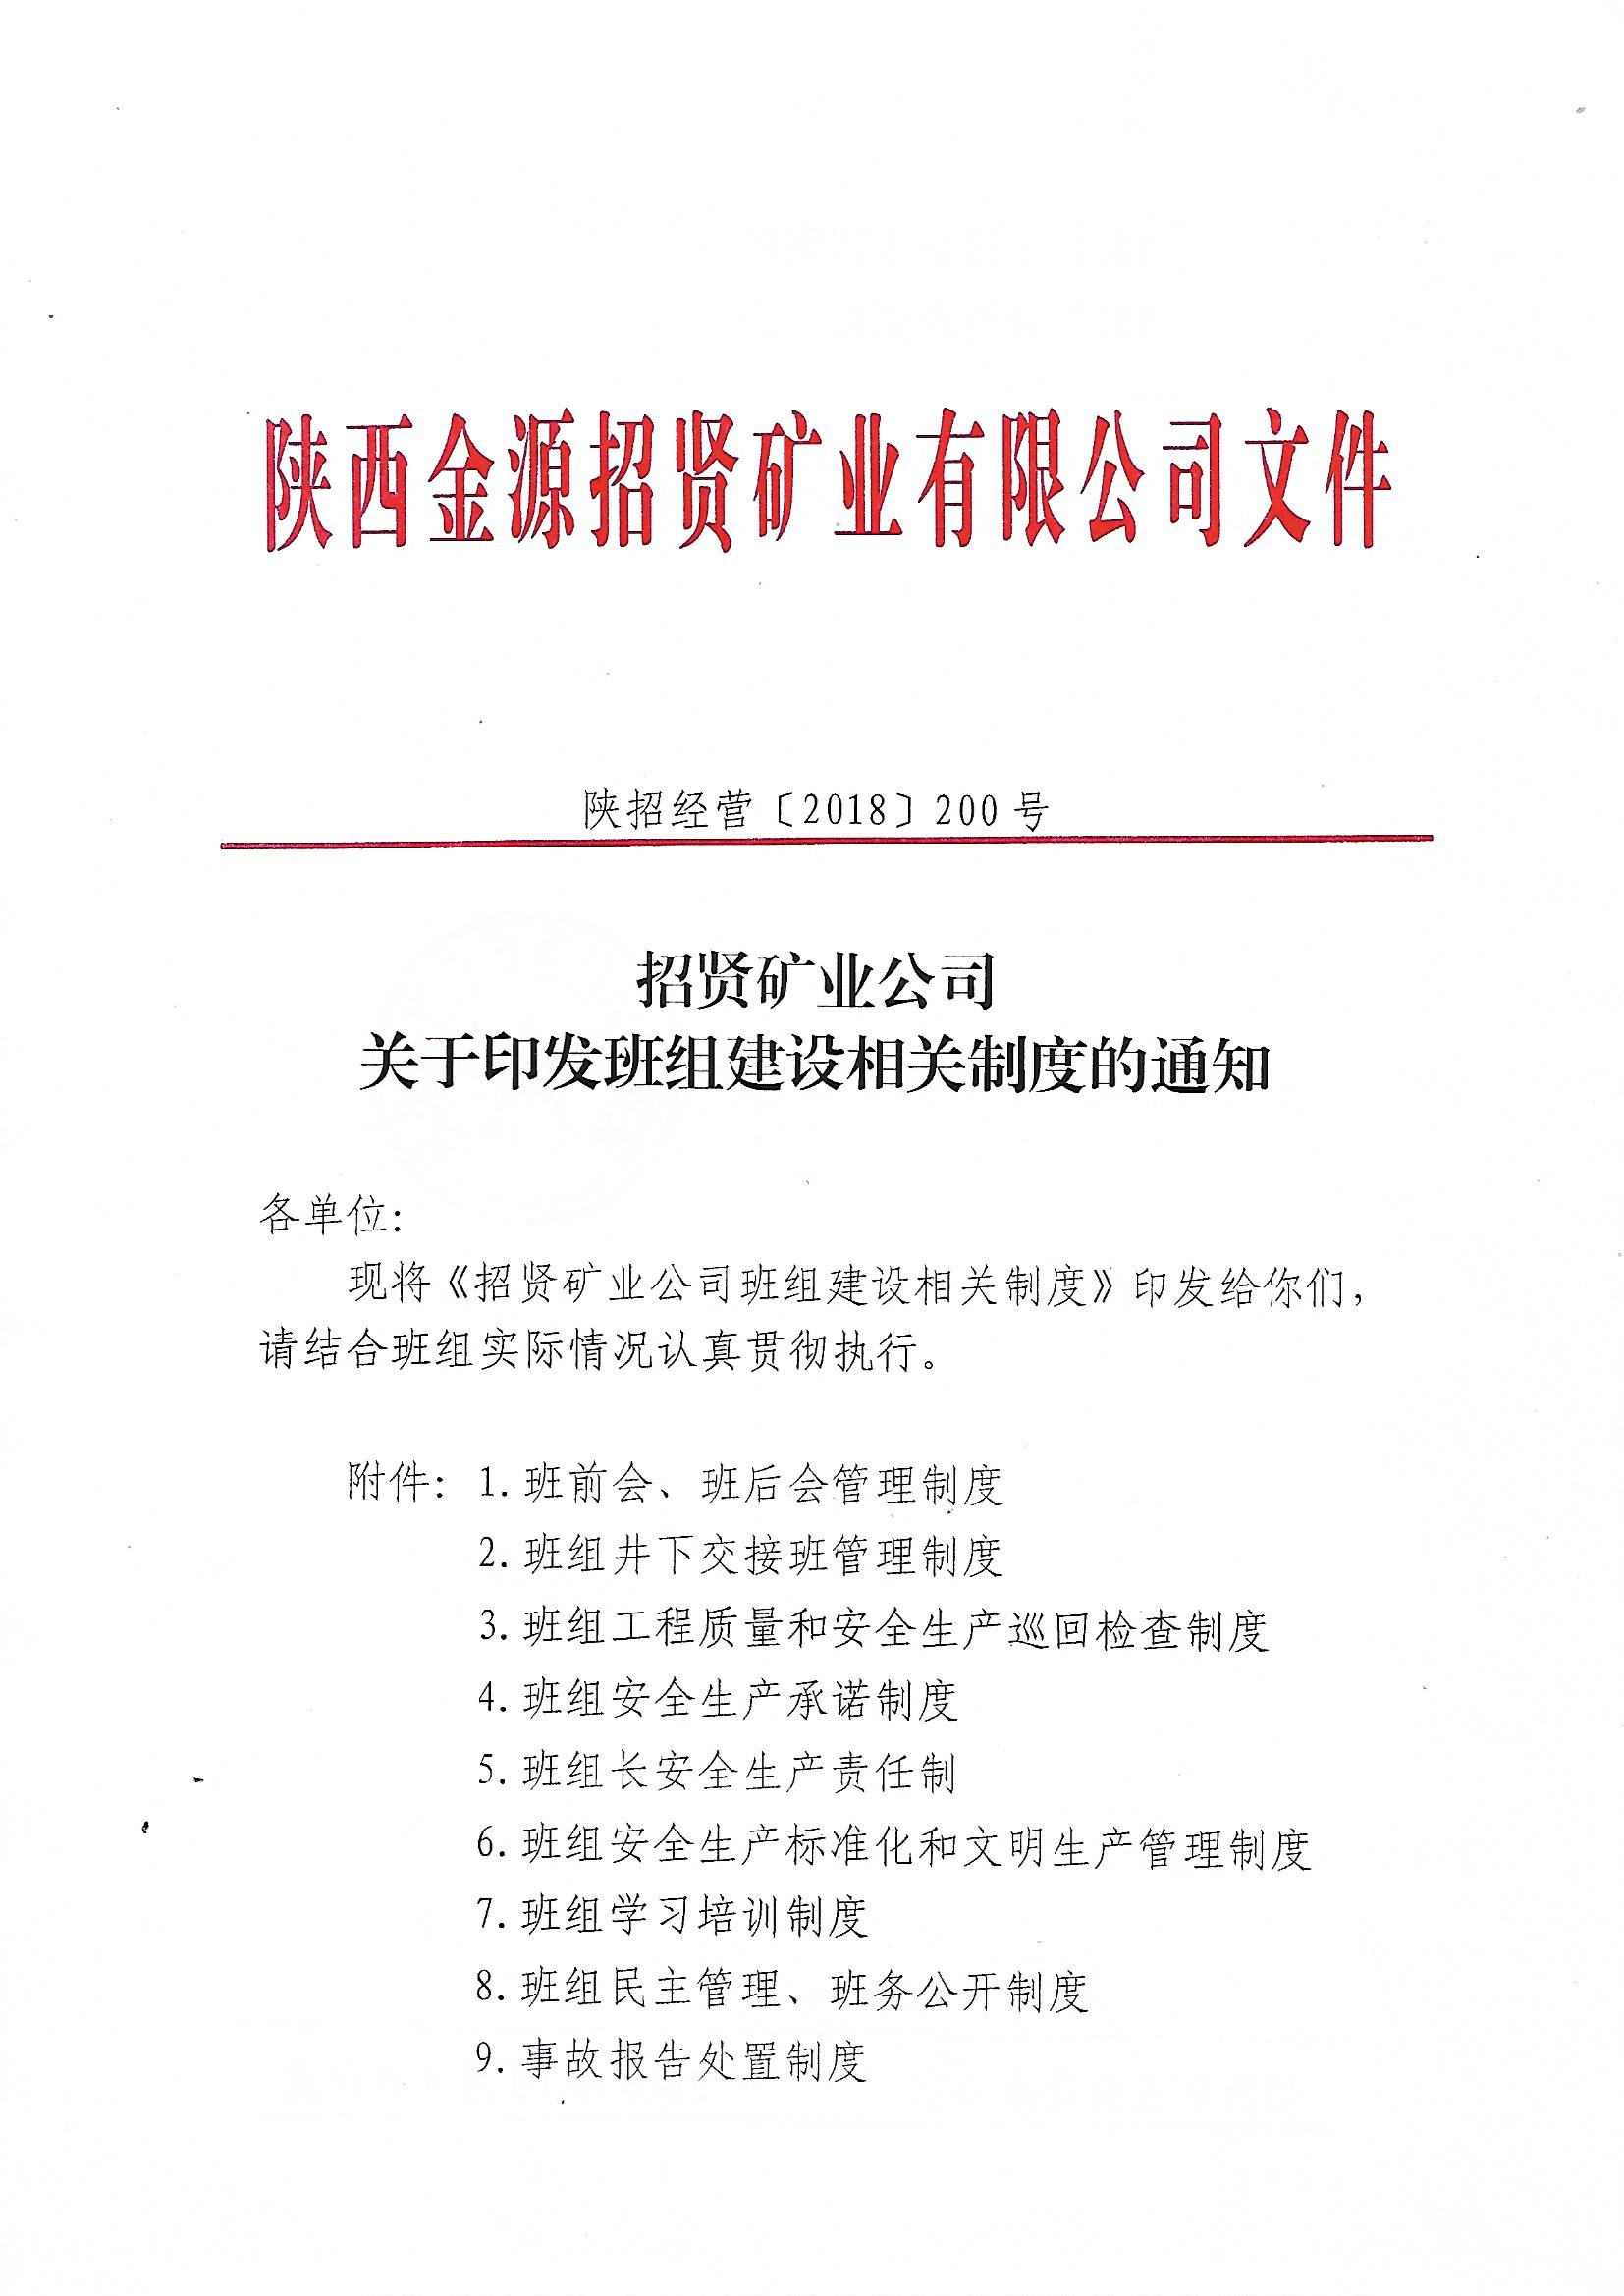 陕西金源招贤矿业有限公司文件
陕招经营〔2018〕200号
招贤矿业公司
关于印发班组建设相关制度的通知
各单位：
现将《招贤矿业公司班组建设相关制度》印发给你们，
请结合班组实际情况认真贯彻执行。
附件：1.班前会、班后会管理制度
2.班组井下交接班管理制度
3.班组工程质量和安全生产巡回检查制度
4.班组安全生产承诺制度
5.班组长安全生产责任制
6.班组安全生产标准化和文明生产管理制度
7.班组学习培训制度
8.班组民主管理、班务公开制度
9.事故报告处置制度